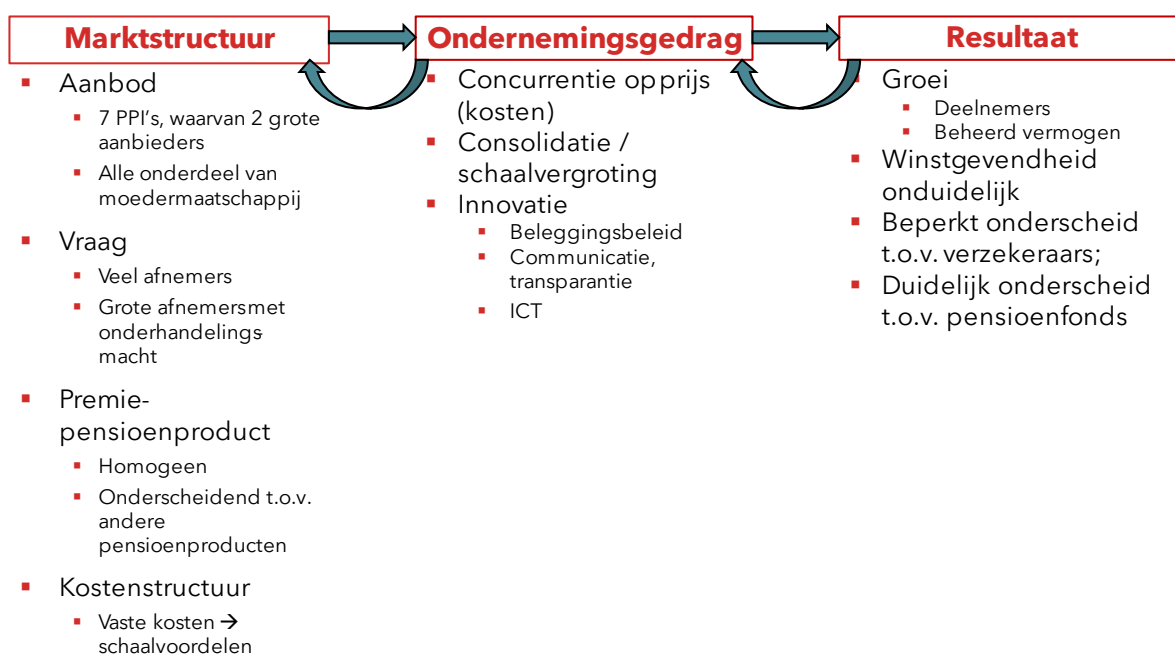 Marktstructuur
Aanbod
7 PPI's, waarvan 2 grote
aanbieders
Alle onderdeel van
moedermaatschappij
Vraag
Veel afnemers
Grote afnemersmet
onderhandelings-
macht
Premie-
pensioenproduct
Homogeen
Onderscheidend t.o.v.
andere
pensioenproducten
Kostenstructuur
Vaste kosten →
schaalvoordelen
Ondernemingsgedrag
Concurrentie op prijs
(kosten)
Consolidatie /
schaalvergroting
Innovatie
Beleggingsbeleid
Communicatie,
transparantie
ICT
Resultaat
Groei
Deelnemers
Beheerd vermogen
Winstgevendheid
onduidelijk
Beperkt onderscheid
t.o.v. verzekeraars;
Duidelijk onderscheid
t.o.v. pensioenfonds